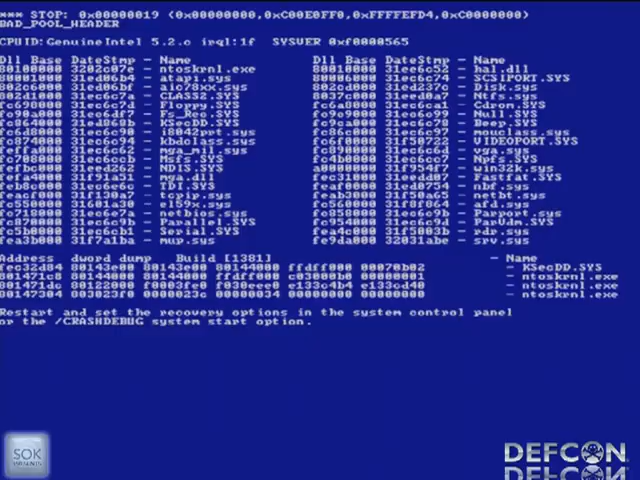 *** STOP: 0x00000019 (0x00000000,0xC00E0FF0,0xFFFFEFD4,0xC0000000)
BAD_POOL_HEADER
CPUID:GenuineIntel 5.2.c irql:1f SYSVER 0xf0000565
Dll Base DateStmp - Name Dll Base DateStmp - Name
80100000 3202c07e - ntoskrnl.exe 80010000 31ee6c52 - hal.dll
80001000 31ed06b4 - atapi.sys 80006000 31ec6c74 - SCSIPORT.SYS
802c6000 31ed06bf - aic78xx.sys 802cd000 31ed237c - Disk.sys
802d1000 31ec6c7a - CLASS2.SYS 8037c000 31eed0a7 - Ntfs.sys
fc698000 31ec6c7d - Floppy.SYS fc6a8000 31ec6ca1 - Cdrom.SYS
fc90a000 31ec6df7 - Fs_Rec.SYS fc9c9000 31ec6c99 - Null.SYS
fc864000 31ed868b - KSecDD.SYS fc9ca000 31ec6c78 - Beep.SYS
fc6d8000 31ec6c90 - i8042prt.sys fc86c000 31ec6c97 - mouclass.sys
fc874000 31ec6c94 - kbdclass.sys fc6f0000 31f50722 - VIDEOPORT.SYS
feffa000 31ec6c62 - mga_mil.sys fc890000 31ec6c6d - vga.sys
fc708000 31ec6ccb - Msfs.SYS fc4b0000 31ec6cc7 - Npfs.SYS
fefbc000 31eed262 - NDIS.SYS a0000000 31f954f7 - win32k.sys
fefa4000 31f91a51 - mga.dll fec31000 31eedd07 - Fastfat.SYS
feb8c000 31ec6e6c - TDI.SYS feaf0000 31ed0754 - nbf.sys
feacf000 31f130a7 - tcpip.sys feab3000 31f50a65 - netbt.sys
fc550000 31601a30 - el59x.sys fc560000 31f8f864 - afd.sys
fc718000 31ec6e7a - netbios.sys fc858000 31ec6c9b - Parport.sys
fc870000 31ec6c9b - Parallel.SYS fc954000 31ec6c9d - ParVdm.SYS
fc5b0000 31ec6cb1 - Serial.SYS fea4c000 31f5003b - rdr.sys
fea3b000 31f7a1ba - mup.sys fe9da000 32031abe - srv.sys
Address dword dump Build [1381] - Name
fec32d84 80143e00 80143e00 80144000 ffdff000 00070b02 - KSecDD.SYS
801471c8 80144000 80144000 ffdff000 c03000b0 00000001 - ntoskrnl.exe
801471dc 80122000 f0003fe0 f030eee0 e133c4b4 e133cd40 - ntoskrnl.exe
80147304 803023f0 0000023c 00000034 00000000 00000000 - ntoskrnl.exe
Restart and set the recovery options in the system control panel
or the /CRASHDEBUG system start option.
SOK
DEFCON